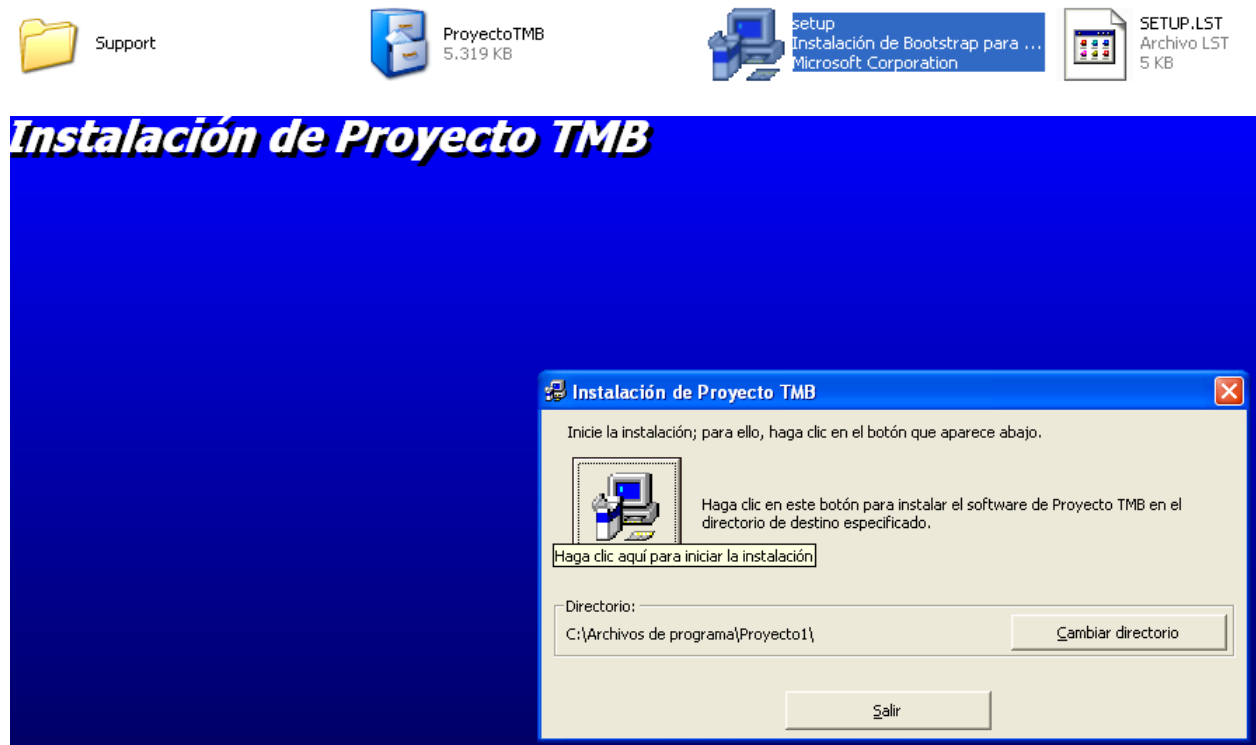 Support
ProyectoTMB
5.319 KB
setup
Instalación de Bootstrap para ...
Microsoft Corporation
SETUP.LST
Archivo LST
5 KB
Instalación de Proyecto TMB
Instalación de Proyecto TMB
Inicie la instalación; para ello, haga clic en el botón que aparece abajo.
Haga clic en este botón para instalar el software de Proyecto TMB en el
directorio de destino especificado.
Haga clic aquí para iniciar la instalación
Directorio:
C:\Archivos de programa\Proyecto1\
Cambiar directorio
Salir